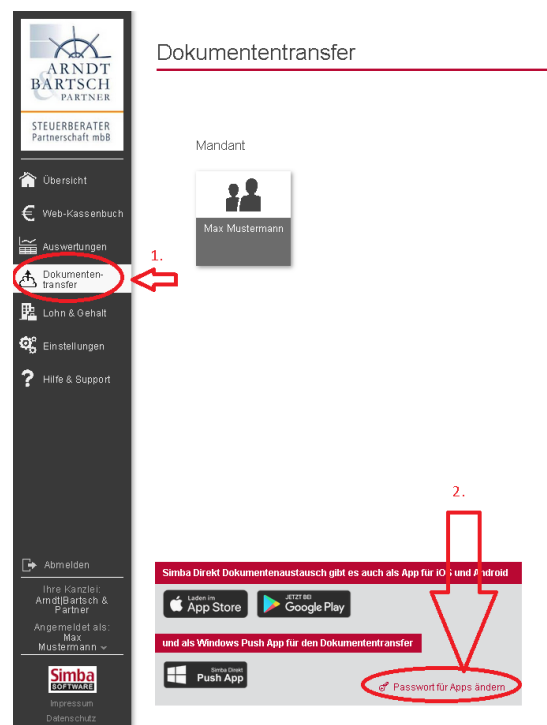 ARNDT
BARTSCH
& PARTNER
STEUERBERATER
Partnerschaft mbB
Übersicht
Web-Kassenbuch
Auswertungen
Dokumenten-
transfer
Lohn & Gehalt
Einstellungen
Hilfe & Support
Abmelden
Ihre Kanzlei:
Arndt|Bartsch &
Partner
Angemeldet als:
Max
Mustermann
Simba
SOFTWARE
Impressum
Datenschutz
Dokumententransfer
Mandant
Max Mustermann
1.
2.
Simba Direkt Dokumentenaustausch gibt es auch als App für iOS und Android
Laden im
App Store
JETZT BEI
Google Play
und als Windows Push App für den Dokumententransfer
Simba Direkt
Push App
Passwort für Apps ändern